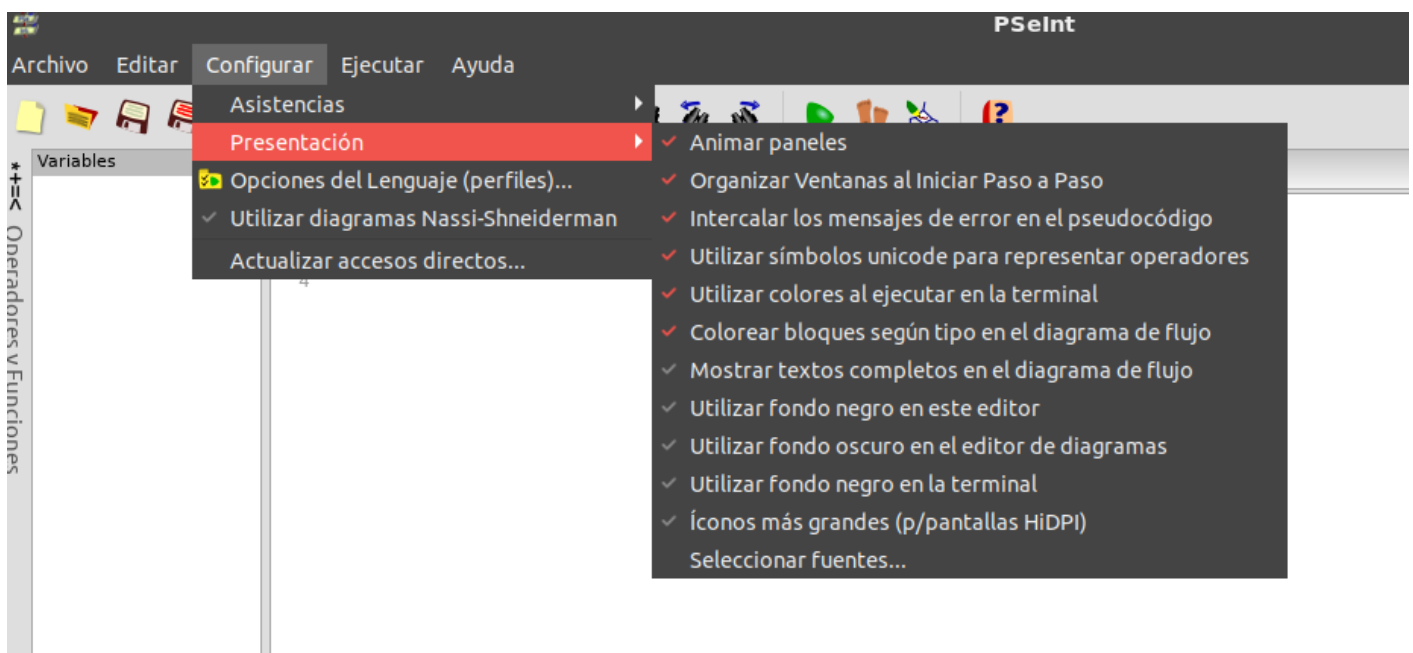 PSeInt
Archivo Editar Configurar Ejecutar Ayuda
Asistencias
Presentación
Opciones del Lenguaje (perfiles)...
Utilizar diagramas Nassi-Shneiderman
Actualizar accesos directos...
Animar paneles
Organizar Ventanas al Iniciar Paso a Paso
Intercalar los mensajes de error en el pseudocódigo
Utilizar símbolos unicode para representar operadores
Utilizar colores al ejecutar en la terminal
Colorear bloques según tipo en el diagrama de flujo
Mostrar textos completos en el diagrama de flujo
Utilizar fondo negro en este editor
Utilizar fondo oscuro en el editor de diagramas
Utilizar fondo negro en la terminal
Íconos más grandes (p/pantallas HiDPI)
Seleccionar fuentes...
Variables
*+=< Operadores y Funciones
4